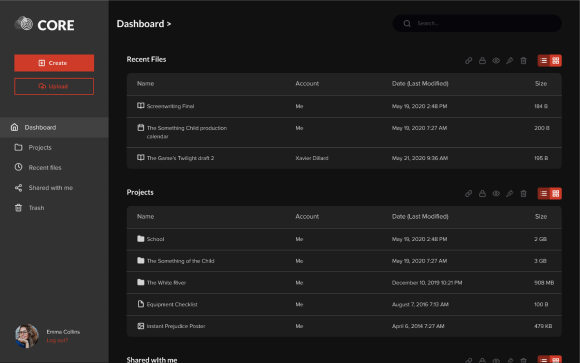 CORE
Create
Upload
Dashboard
Projects
Recent files
Shared with me
Trash
Emma Collins
Log out?
Dashboard >
Search...
Recent Files
Name Account Date (Last Modified) Size
Screenwriting Final Me May 19, 2020 2:48 PM 184 B
The Something Child production
calendar Me May 19, 2020 7:27 AM 200 B
The Game's Twilight draft 2 Xavier Dillard May 21, 2020 9:36 AM 195 B
Projects
Name Account Date (Last Modified) Size
School Me May 19, 2020 2:48 PM 2 GB
The Something of the Child Me May 19, 2020 7:27 AM 3 GB
The White River Me December 10, 2019 10:21 PM 908 MB
Equipment Checklist Me August 7, 2016 7:13 AM 100 B
Instant Prejudice Poster Me April 6, 2014 7:27 AM 479 KB
Shared with me